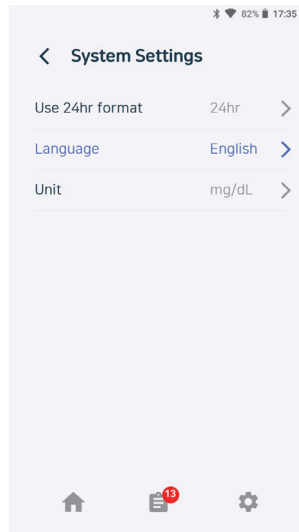 82% 17:35
System Settings
Use 24hr format 24hr
Language English
Unit mg/dL
13